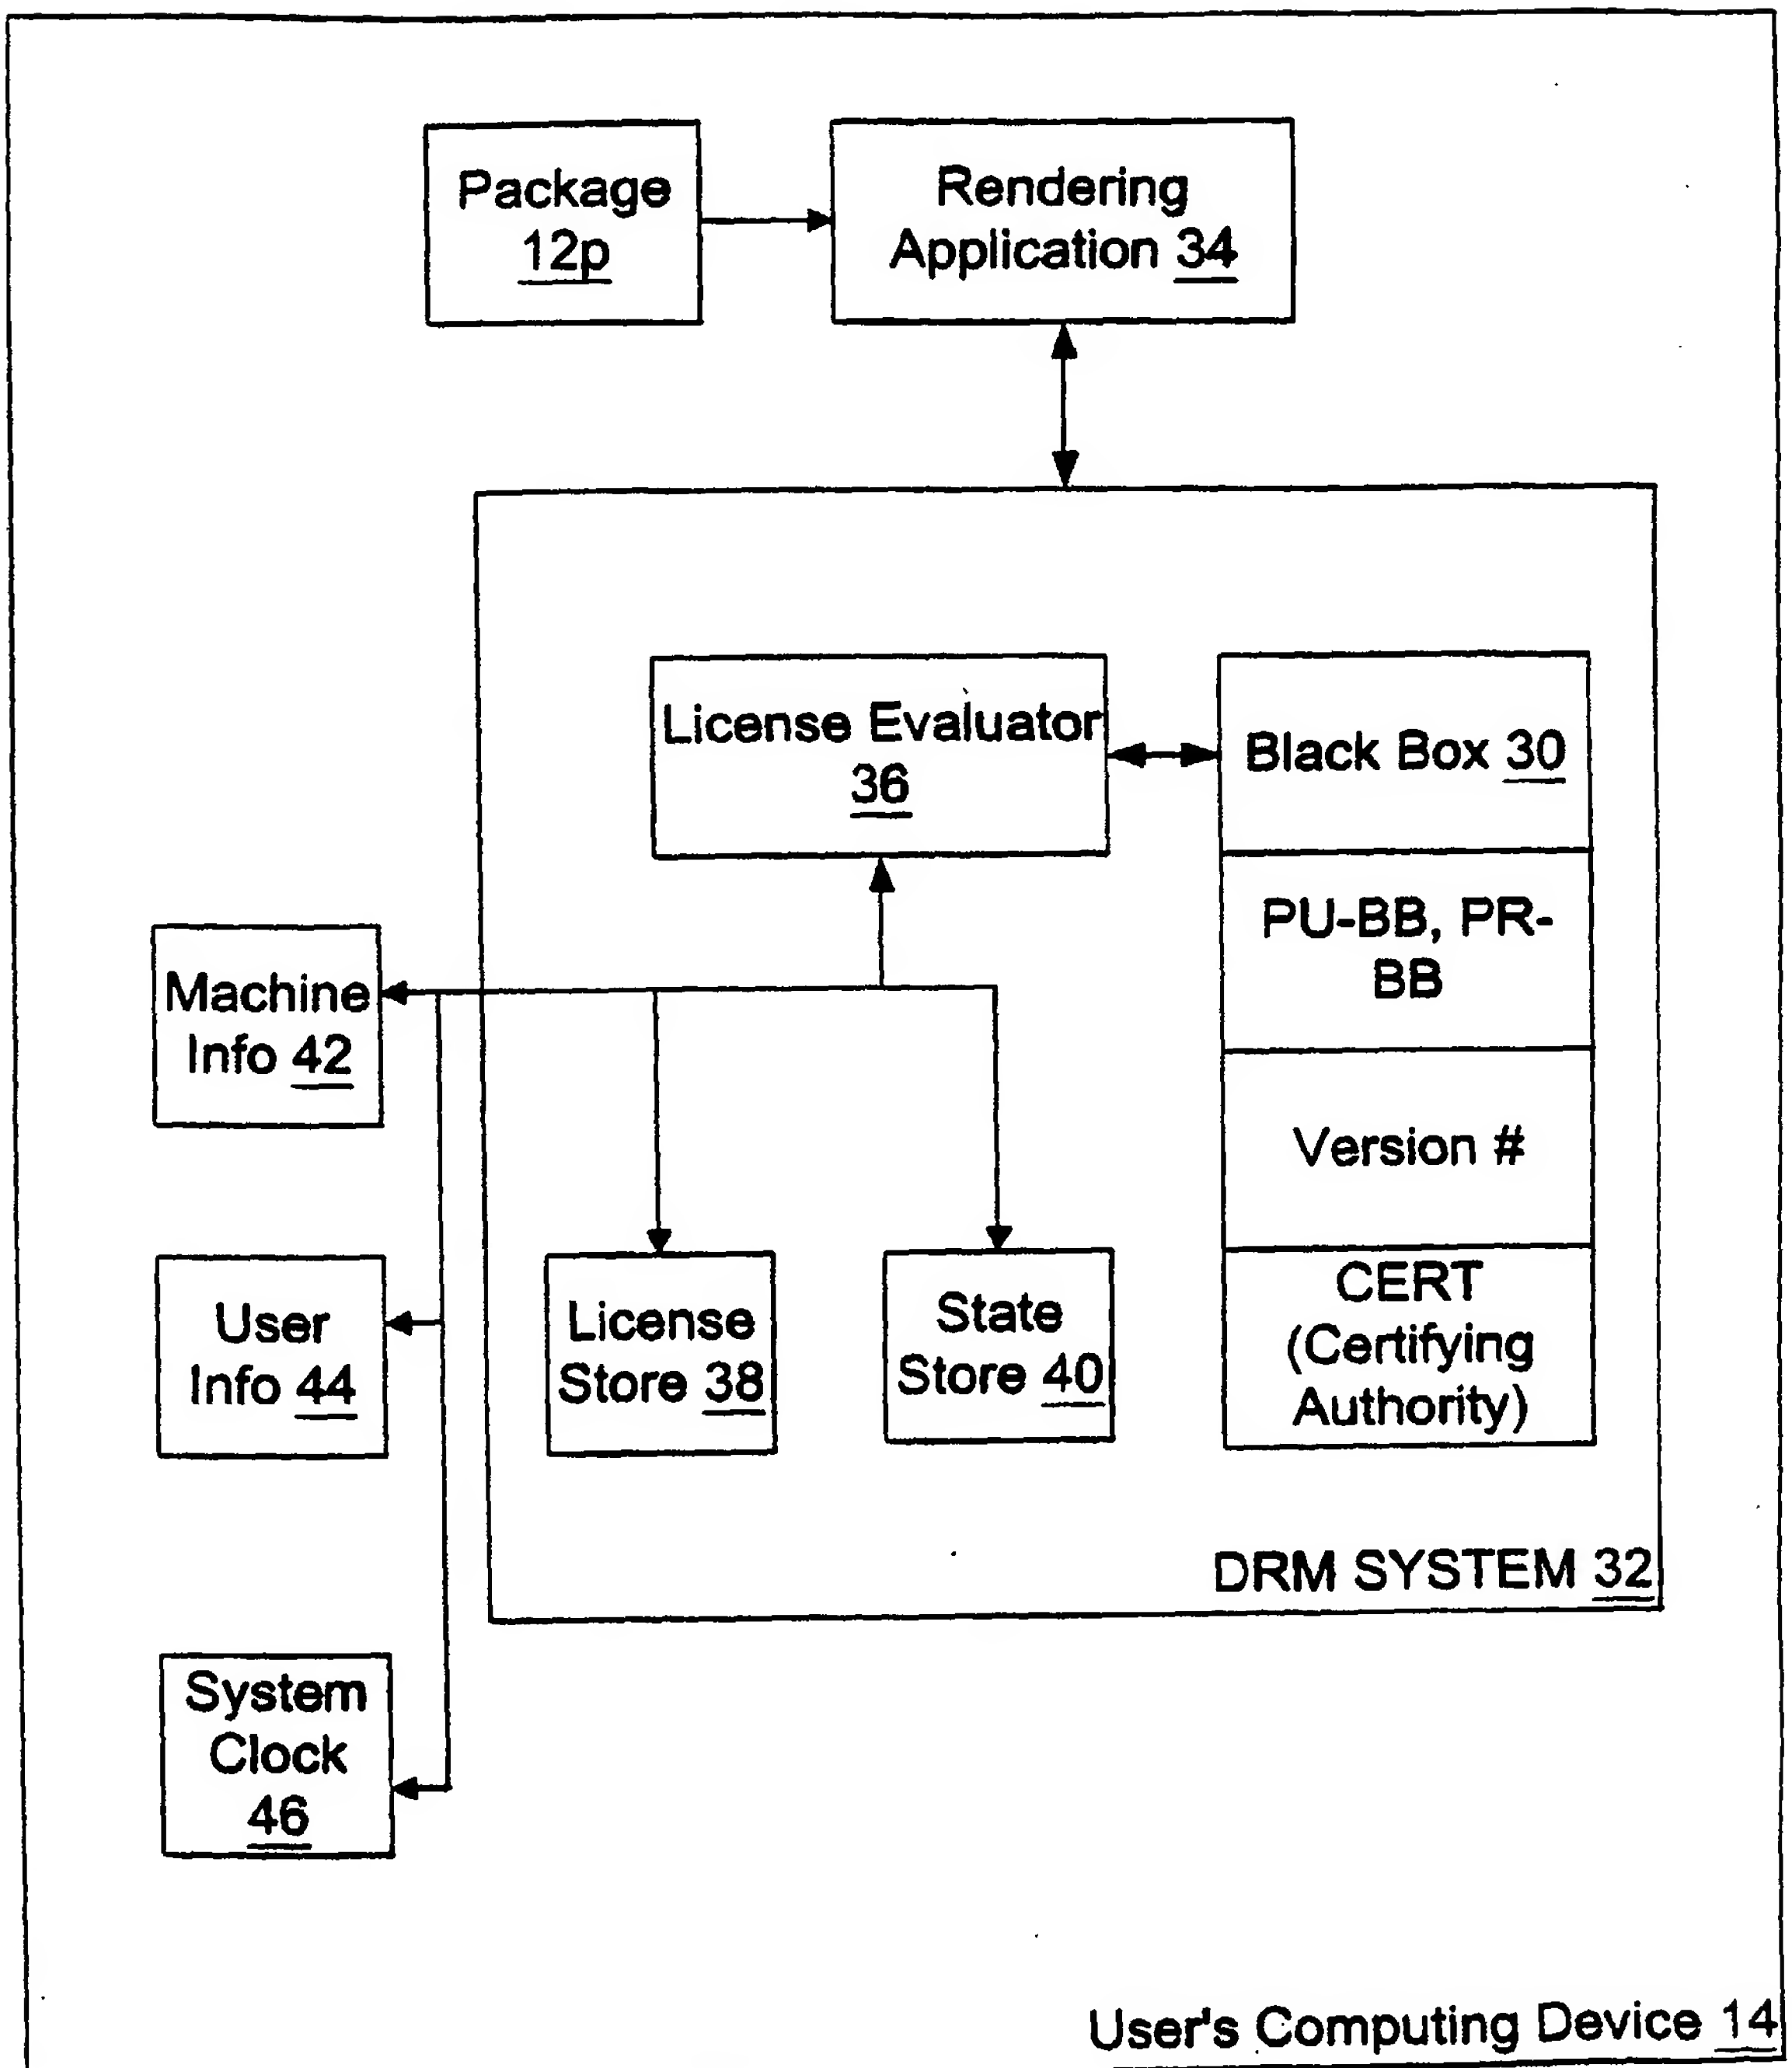 Package
12p
Rendering
Application 34
License Evaluator
36
Black Box 30
PU-BB, PR-
BB
Version #
CERT
(Certifying
Authority)
Machine
Info 42
User
Info 44
System
Clock
46
License
Store 38
State
Store 40
DRM SYSTEM 32
User's Computing Device 14